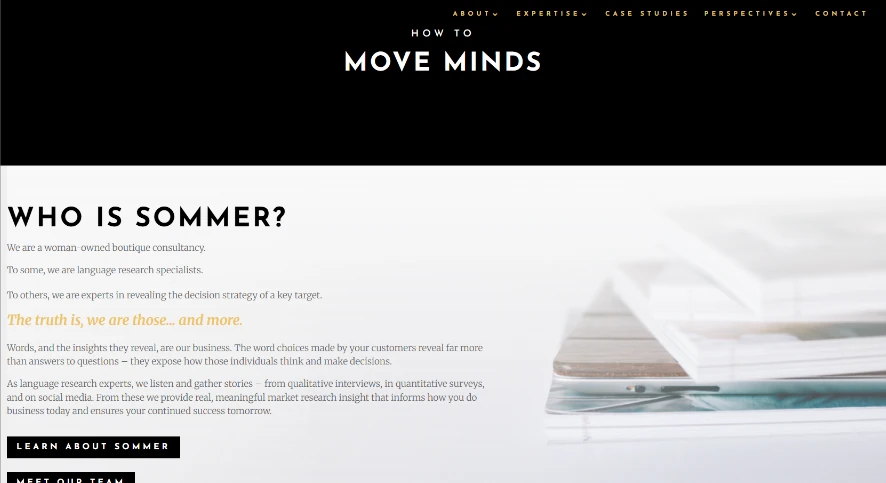 ABOUT EXPERTISE CASE STUDIES PERSPECTIVES CONTACT
HOW TO
MOVE MINDS
WHO IS SOMMER?
We are a woman-owned boutique consultancy.
To some, we are language research specialists.
To others, we are experts in revealing the decision strategy of a key target.
The truth is, we are those... and more.
Words, and the insights they reveal, are our business. The word choices made by your customers reveal far more
than answers to questions – they expose how those individuals think and make decisions.
As language research experts, we listen and gather stories – from qualitative interviews, in quantitative surveys,
and on social media. From these we provide real, meaningful market research insight that informs how you do
business today and ensures your continued success tomorrow.
LEARN ABOUT SOMMER
MEET OUR TEAM